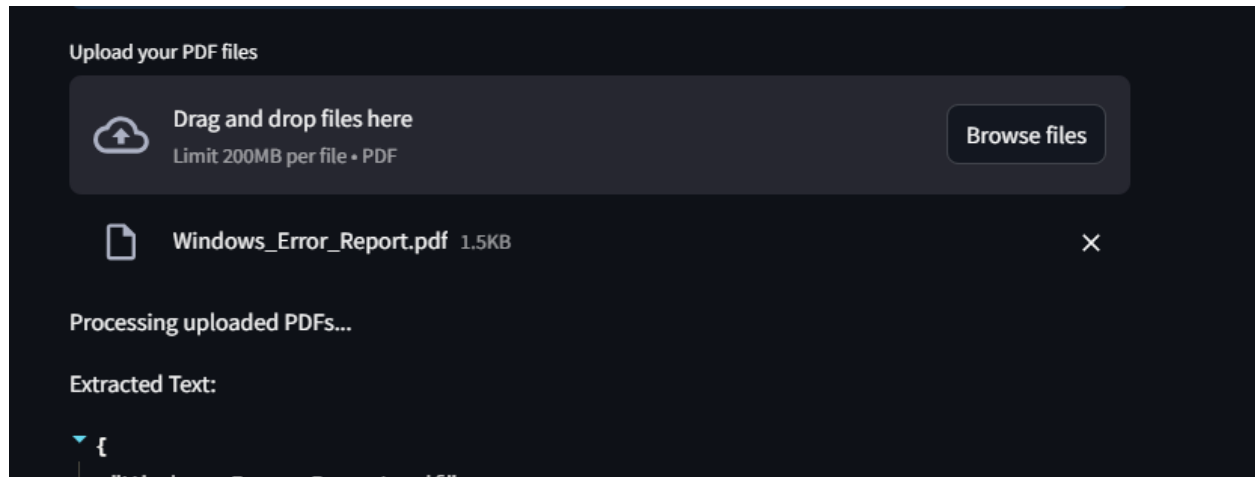 Upload your PDF files
Drag and drop files here
Limit 200MB per file • PDF
Browse files
Windows_Error_Report.pdf 1.5KB
Processing uploaded PDFs...
Extracted Text:
{